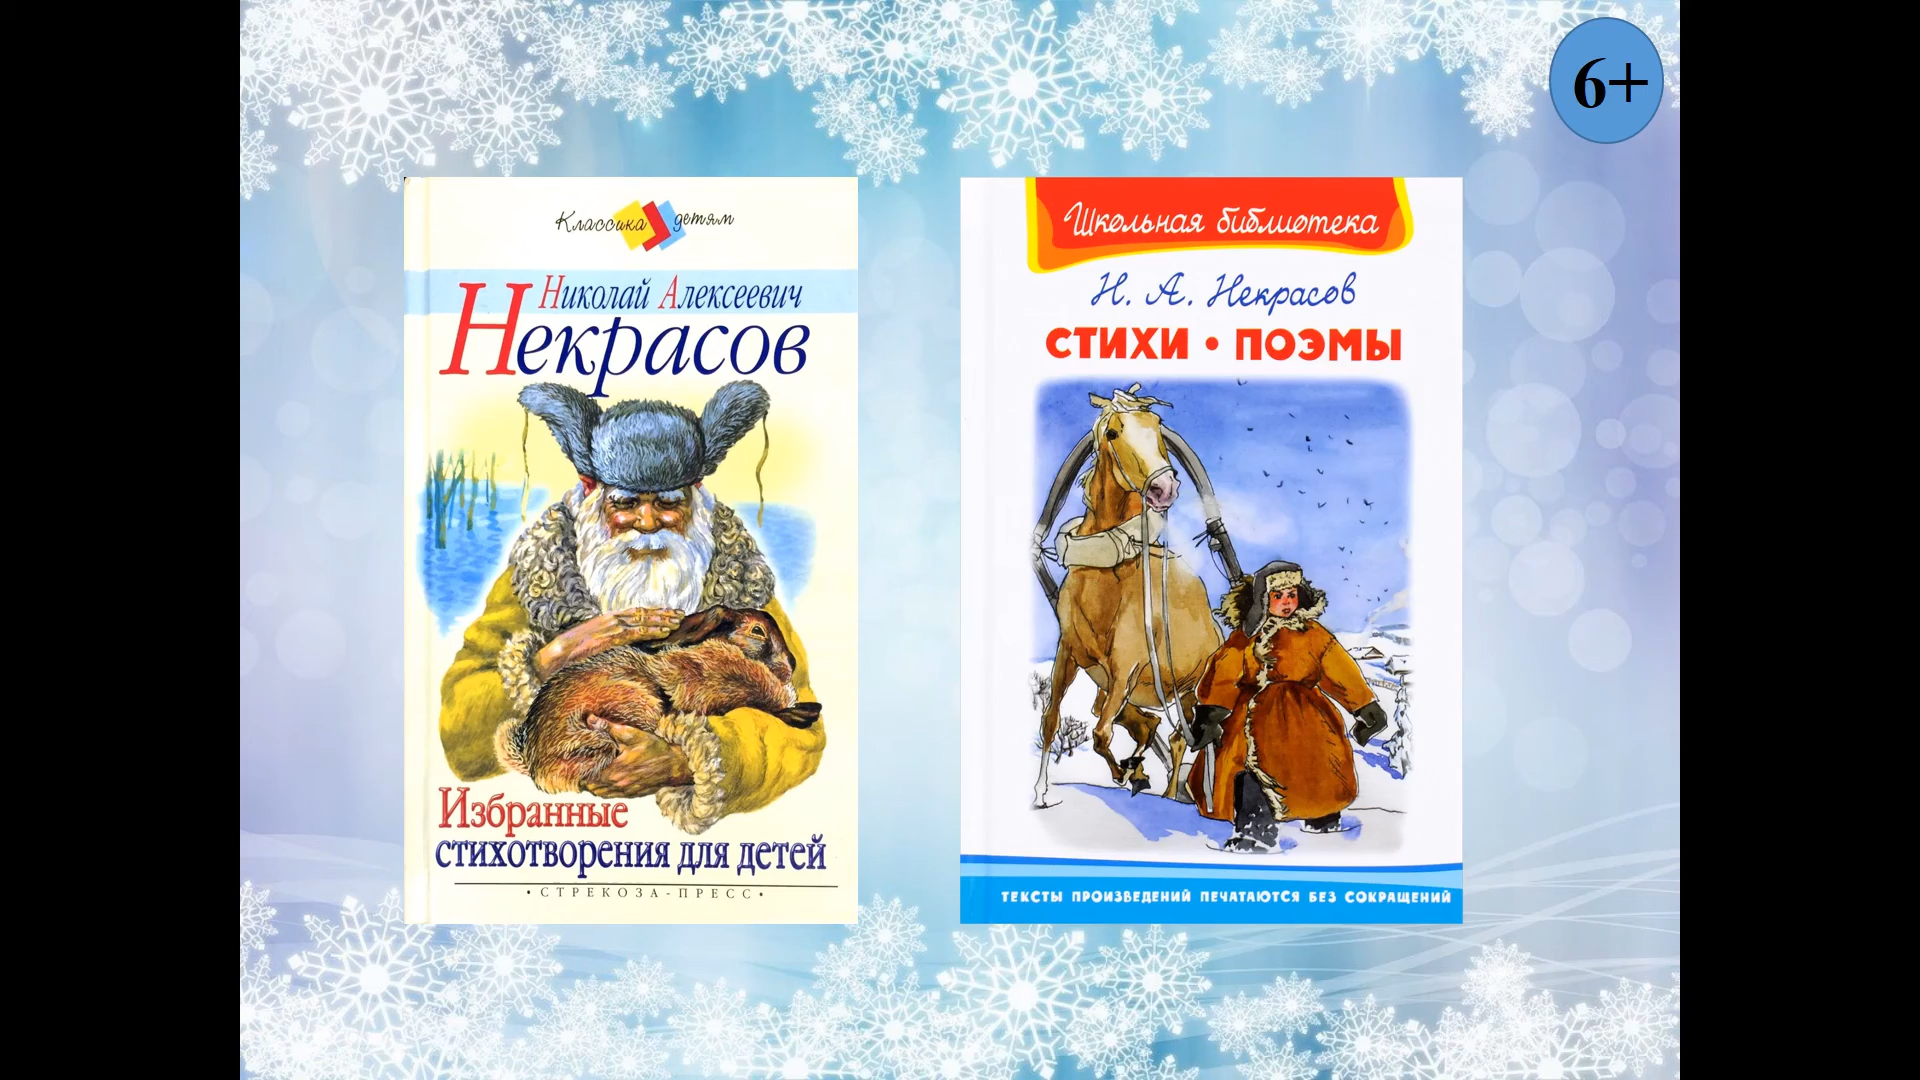 6+
Классика детям
Николай Алексеевич
Некрасов
Избранные
стихотворения для детей
• СТРЕКОЗА-ПРЕСС •
Школьная библиотека
Н. А. Некрасов
СТИХИ • ПОЭМЫ
ТЕКСТЫ ПРОИЗВЕДЕНИЙ ПЕЧАТАЮТСЯ БЕЗ СОКРАЩЕНИЙ